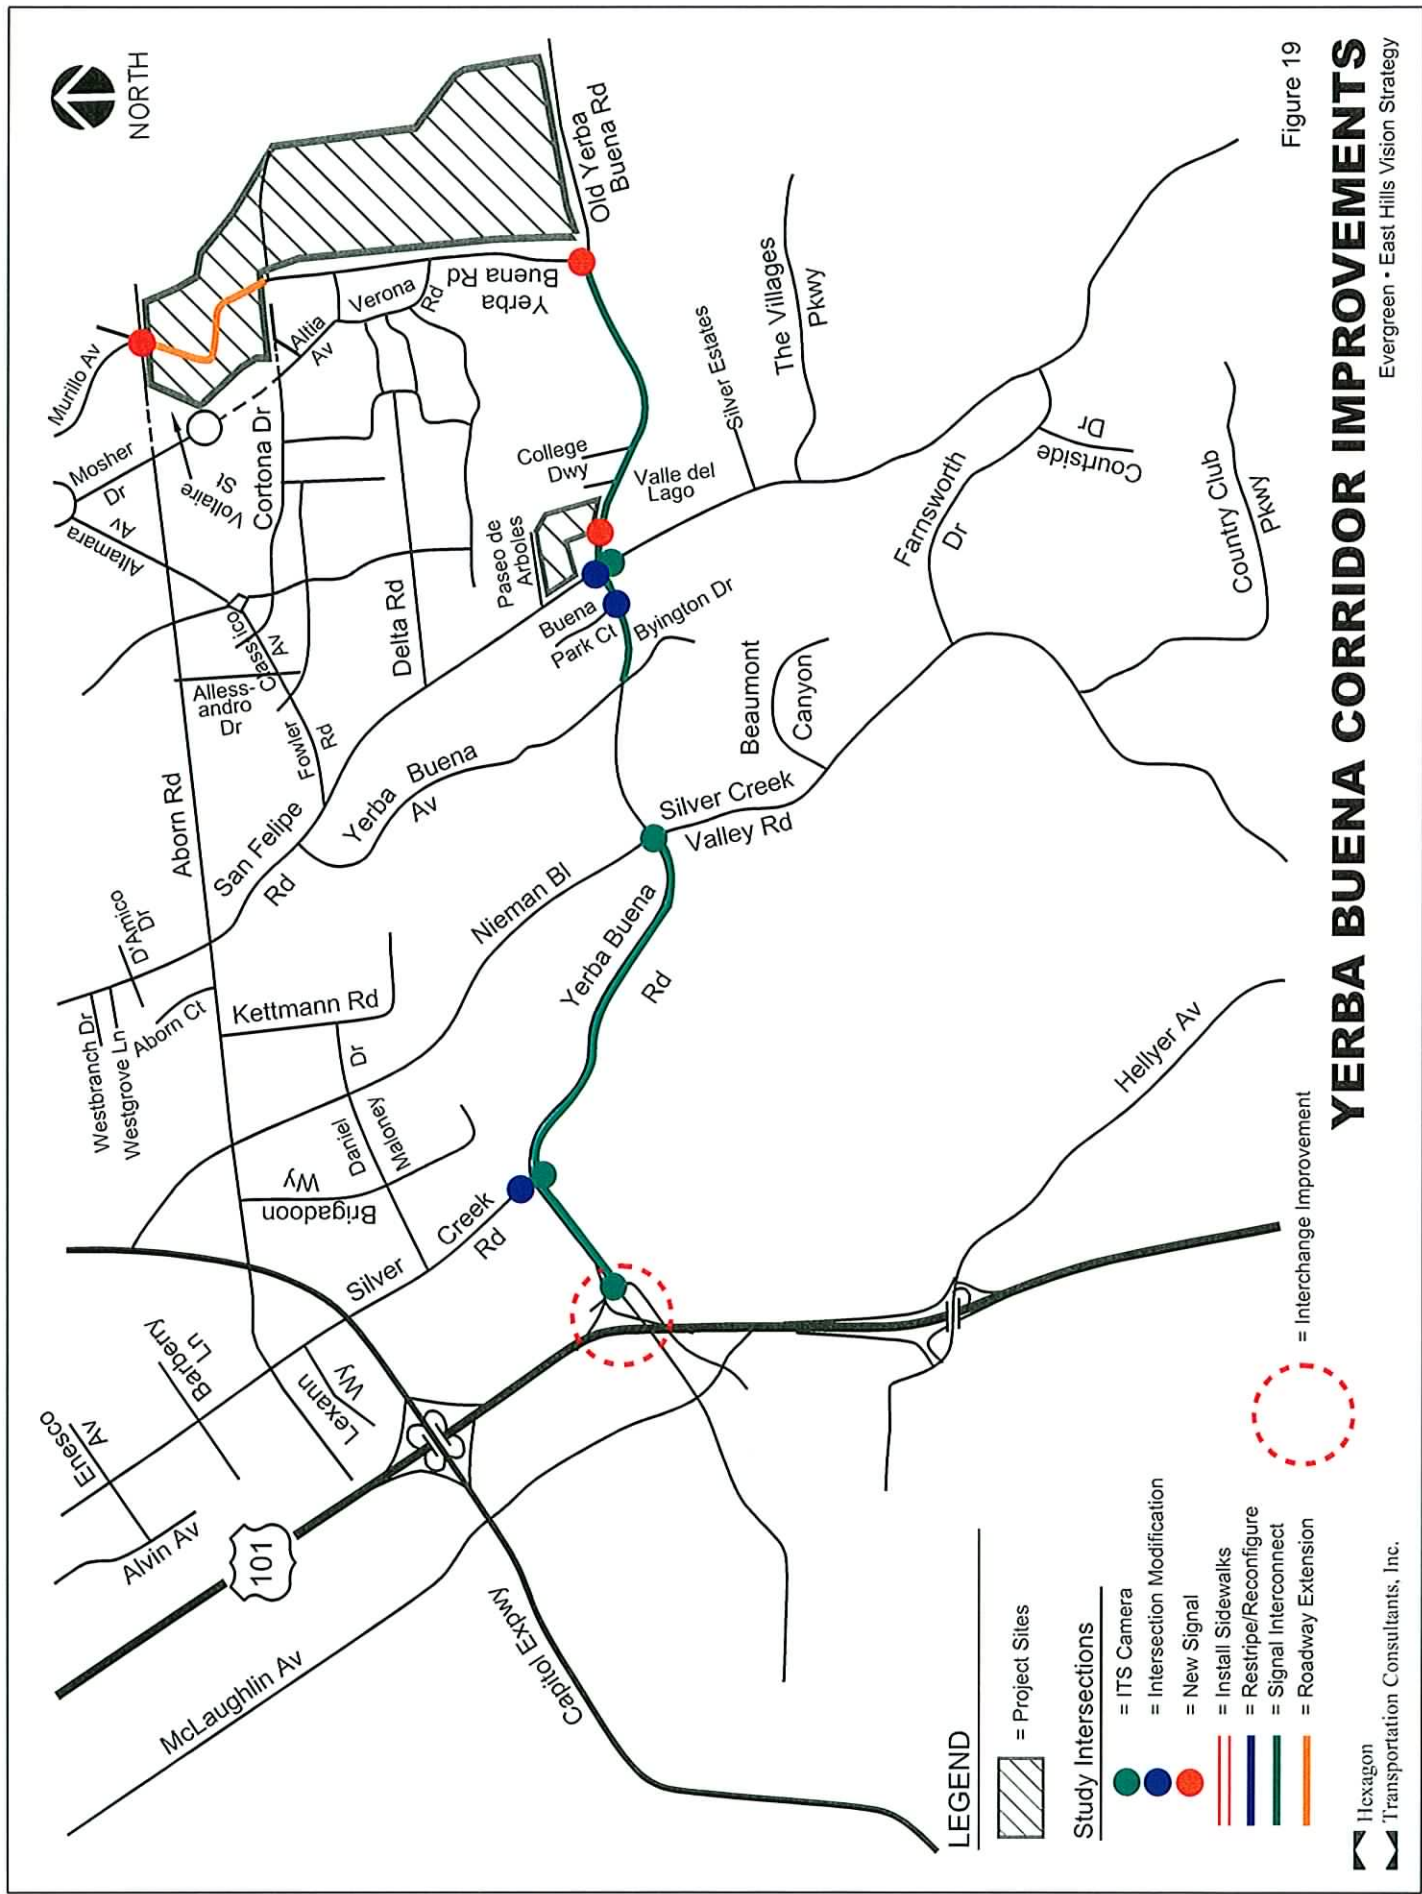 NORTH
Murillo Av
Mosher
Dr
Altamara
Av
Voltaire
St
Cortona Dr
Altia
Av
Verona
Rd
Yerba
Buena Rd
Old Yerba
Buena Rd
Classico
Av
Alless-
andro
Dr
Fowler
Rd
Delta Rd
Paseo de
Arboles
College
Dwy
Valle del
Lago
Silver Estates
The Villages
Pkwy
Buena
Park Ct
Byington Dr
Farnsworth
Dr
Courtside
Dr
Country Club
Pkwy
Beaumont
Canyon
Silver Creek
Valley Rd
Aborn Rd
San Felipe
Rd
Yerba Buena
Av
Nieman Bl
Yerba Buena
Rd
D'Amico
Dr
Westbranch Dr
Westgrove Ln
Aborn Ct
Kettmann Rd
Daniel
Maloney
Dr
Brigadoon
Wy
Silver Creek
Rd
Barberry
Ln
Lexann
Wy
Enesco
Av
Alvin Av
101
McLaughlin Av
Capitol Expwy
Hellyer Av
LEGEND
= Project Sites
Study Intersections
= ITS Camera
= Intersection Modification
= New Signal
= Install Sidewalks
= Restripe/Reconfigure
= Signal Interconnect
= Roadway Extension
= Interchange Improvement
Hexagon
Transportation Consultants, Inc.
Figure 19
YERBA BUENA CORRIDOR IMPROVEMENTS
Evergreen • East Hills Vision Strategy